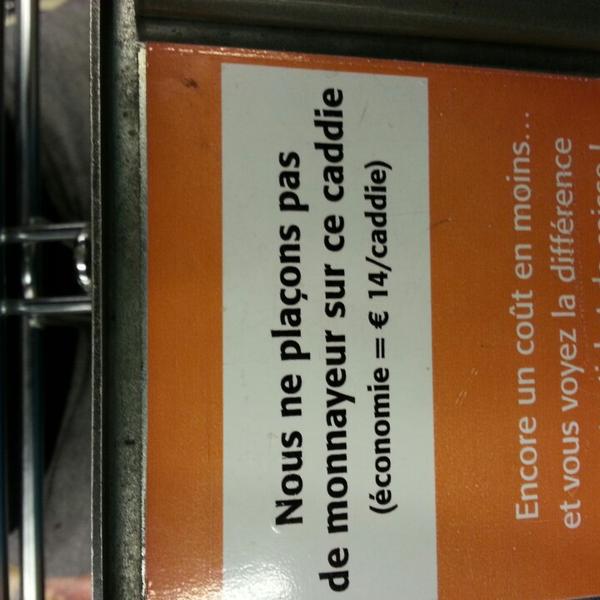 Nous ne plaçons pas
de monnayeur sur ce caddie
(économie = € 14/caddie)
Encore un coût en moins...
et vous voyez la différence